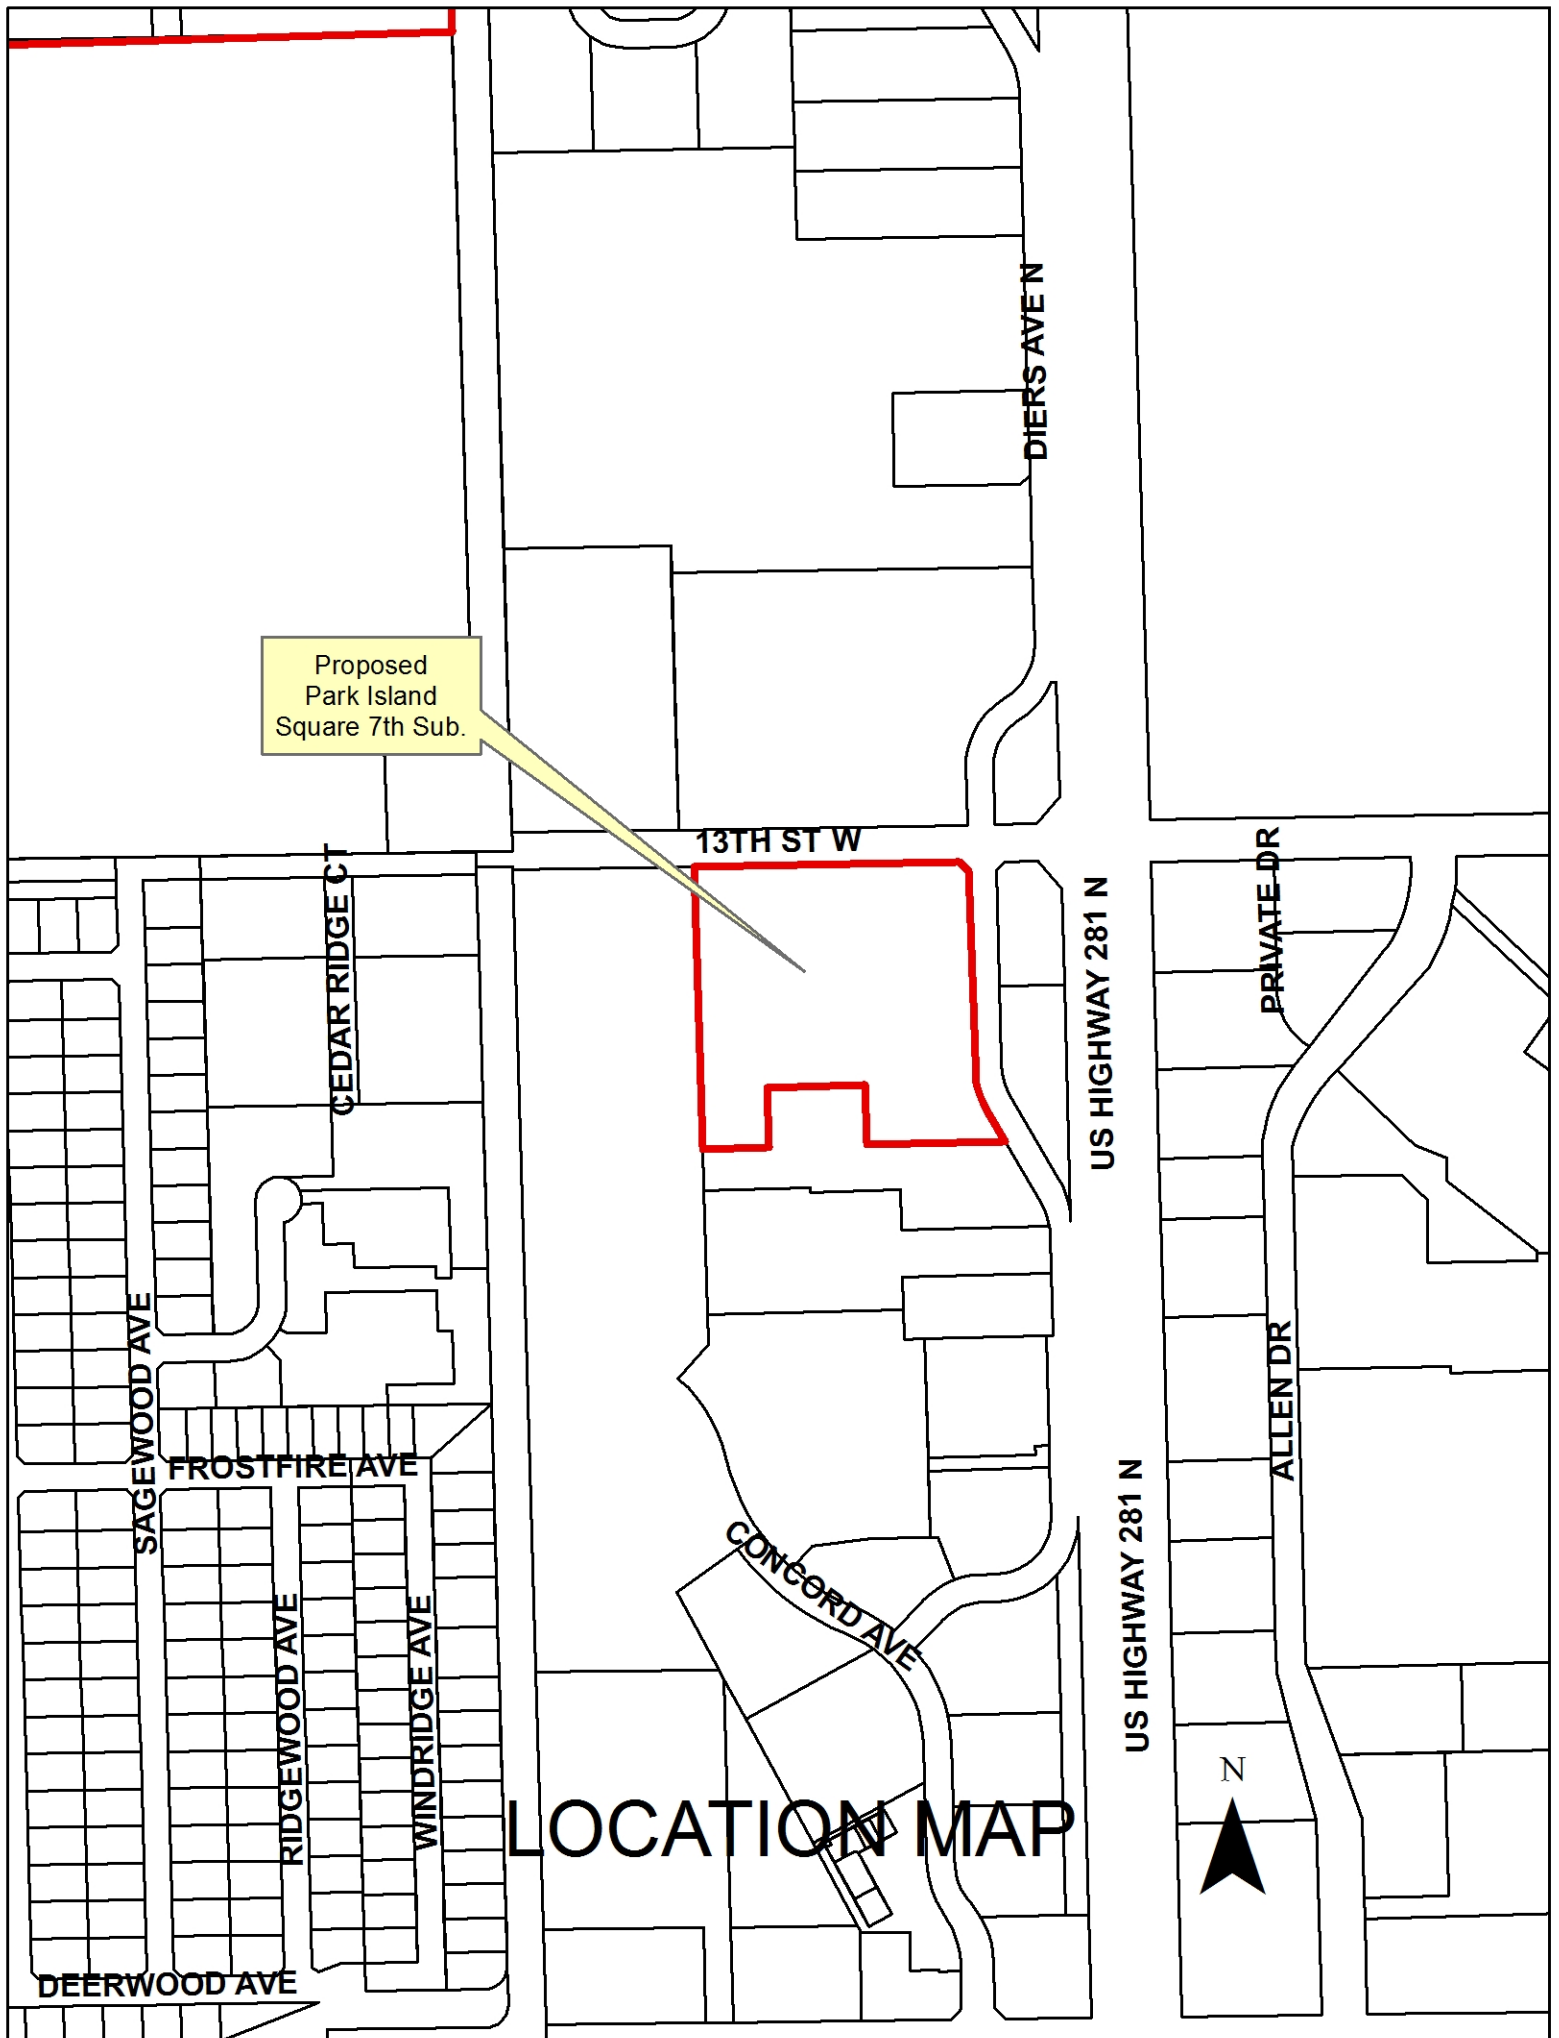 DIERS AVE N
Proposed
Park Island
Square 7th Sub.
13TH ST W
CEDAR RIDGE CT
PRIVATE DR
US HIGHWAY 281 N
SAGEWOOD AVE
ALLEN DR
FROSTFIRE AVE
US HIGHWAY 281 N
CONCORD AVE
RIDGEWOOD AVE
WINDRIDGE AVE
N
LOCATION MAP
DEERWOOD AVE